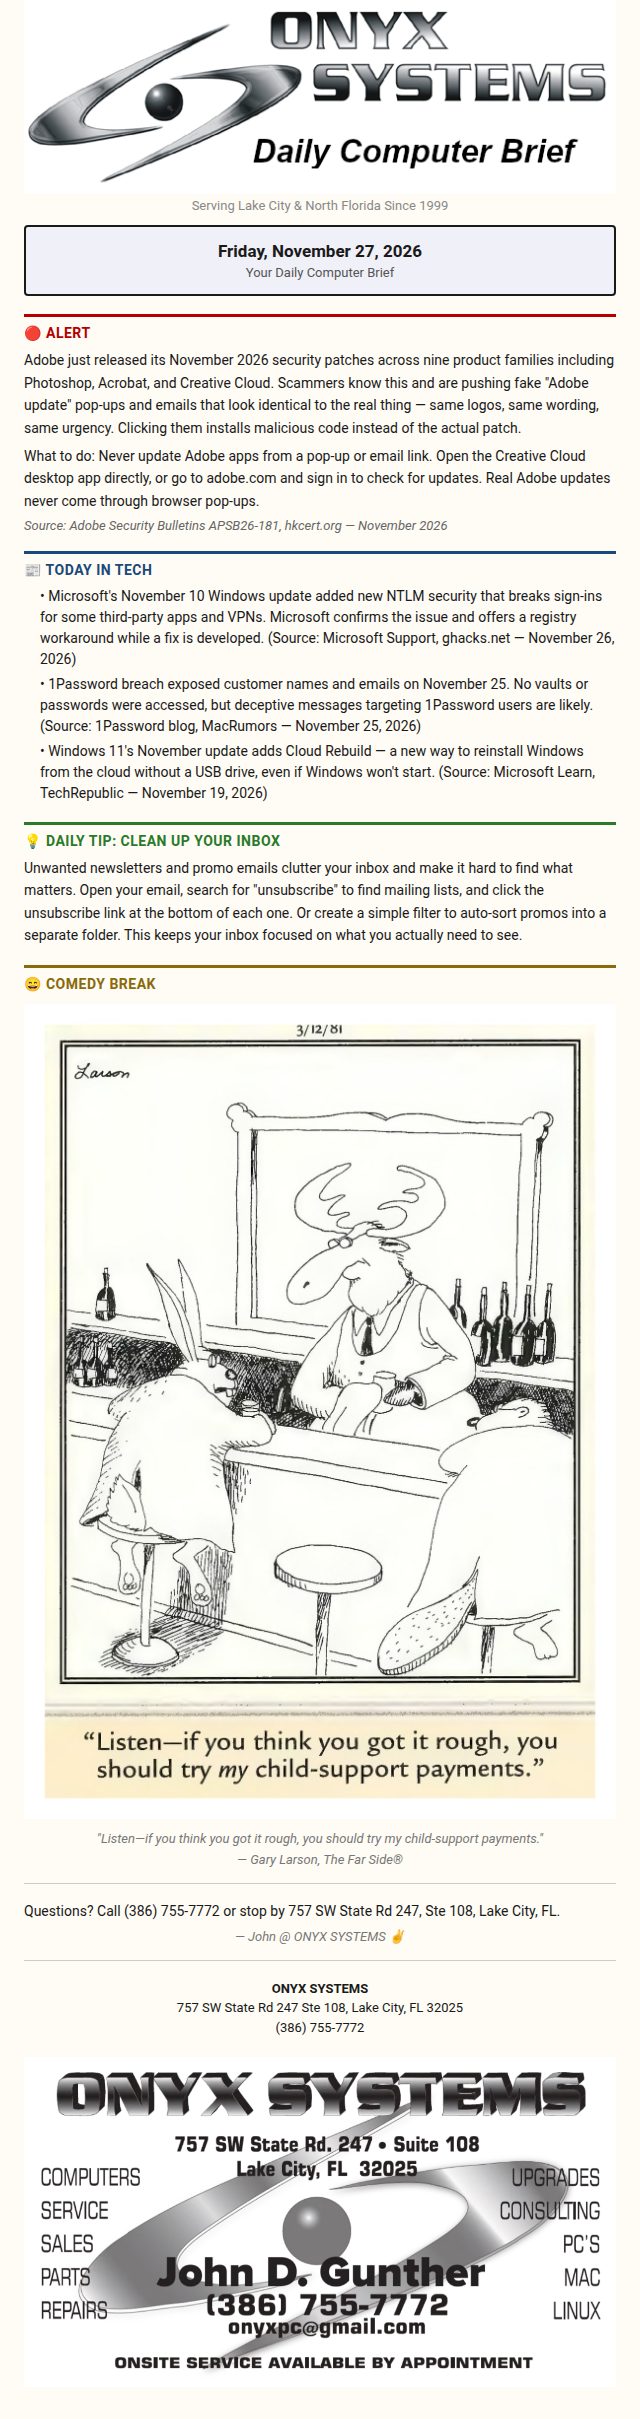 ONYX
SYSTEMS
Daily Computer Brief
Serving Lake City & North Florida Since 1999
Friday, November 27, 2026
Your Daily Computer Brief
🔴 ALERT
Adobe just released its November 2026 security patches across nine product families including
Photoshop, Acrobat, and Creative Cloud. Scammers know this and are pushing fake "Adobe
update" pop-ups and emails that look identical to the real thing — same logos, same wording,
same urgency. Clicking them installs malicious code instead of the actual patch.
What to do: Never update Adobe apps from a pop-up or email link. Open the Creative Cloud
desktop app directly, or go to adobe.com and sign in to check for updates. Real Adobe updates
never come through browser pop-ups.
Source: Adobe Security Bulletins APSB26-181, hkcert.org — November 2026
📰 TODAY IN TECH
• Microsoft's November 10 Windows update added new NTLM security that breaks sign-ins
for some third-party apps and VPNs. Microsoft confirms the issue and offers a registry
workaround while a fix is developed. (Source: Microsoft Support, ghacks.net — November 26,
2026)
• 1Password breach exposed customer names and emails on November 25. No vaults or
passwords were accessed, but deceptive messages targeting 1Password users are likely.
(Source: 1Password blog, MacRumors — November 25, 2026)
• Windows 11's November update adds Cloud Rebuild — a new way to reinstall Windows
from the cloud without a USB drive, even if Windows won't start. (Source: Microsoft Learn,
TechRepublic — November 19, 2026)
💡 DAILY TIP: CLEAN UP YOUR INBOX
Unwanted newsletters and promo emails clutter your inbox and make it hard to find what
matters. Open your email, search for "unsubscribe" to find mailing lists, and click the
unsubscribe link at the bottom of each one. Or create a simple filter to auto-sort promos into a
separate folder. This keeps your inbox focused on what you actually need to see.
😄 COMEDY BREAK
3/12/81
Larson
“Listen—if you think you got it rough, you
should try my child-support payments.”
"Listen—if you think you got it rough, you should try my child-support payments."
— Gary Larson, The Far Side®
Questions? Call (386) 755-7772 or stop by 757 SW State Rd 247, Ste 108, Lake City, FL.
— John @ ONYX SYSTEMS ✌️
ONYX SYSTEMS
757 SW State Rd 247 Ste 108, Lake City, FL 32025
(386) 755-7772
ONYX SYSTEMS
757 SW State Rd. 247 • Suite 108
Lake City, FL 32025
COMPUTERS
SERVICE
SALES
PARTS
REPAIRS
UPGRADES
CONSULTING
PC'S
MAC
LINUX
John D. Gunther
(386) 755-7772
onyxpc@gmail.com
ONSITE SERVICE AVAILABLE BY APPOINTMENT